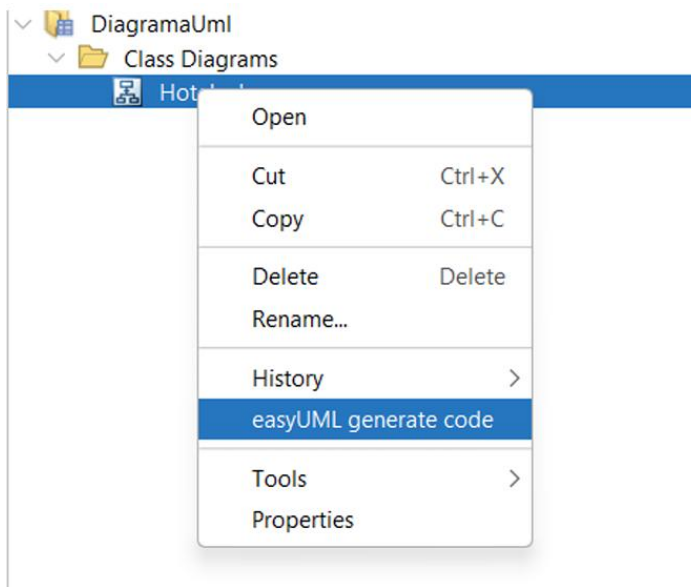 DiagramaUml
Class Diagrams
Open
Cut Ctrl+X
Copy Ctrl+C
Delete Delete
Rename...
History
easyUML generate code
Tools
Properties